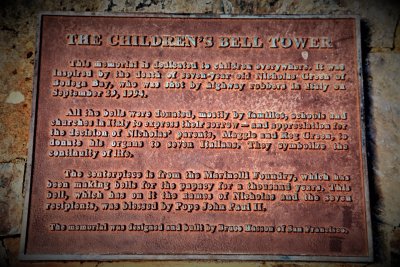 THE CHILDREN'S BELL TOWER
This memorial is dedicated to children everywhere. It was
inspired by the death of seven-year old Nicholas Green of
Bodega Bay, who was shot by highway robbers in Italy on
September 29, 1994.
All the bells were donated, mostly by families, schools and
churches in Italy to express their sorrow - and appreciation for
the decision of Nicholas' parents, Maggie and Reg Green, to
donate his organs to seven Italians. They symbolize the
continuity of life.
The centerpiece is from the Marinelli Foundry, which has
been making bells for the papacy for a thousand years. This
bell, which has on it the names of Nicholas and the seven
recipients, was blessed by Pope John Paul II.
The memorial was designed and built by Bruce Hasson of San Francisco.